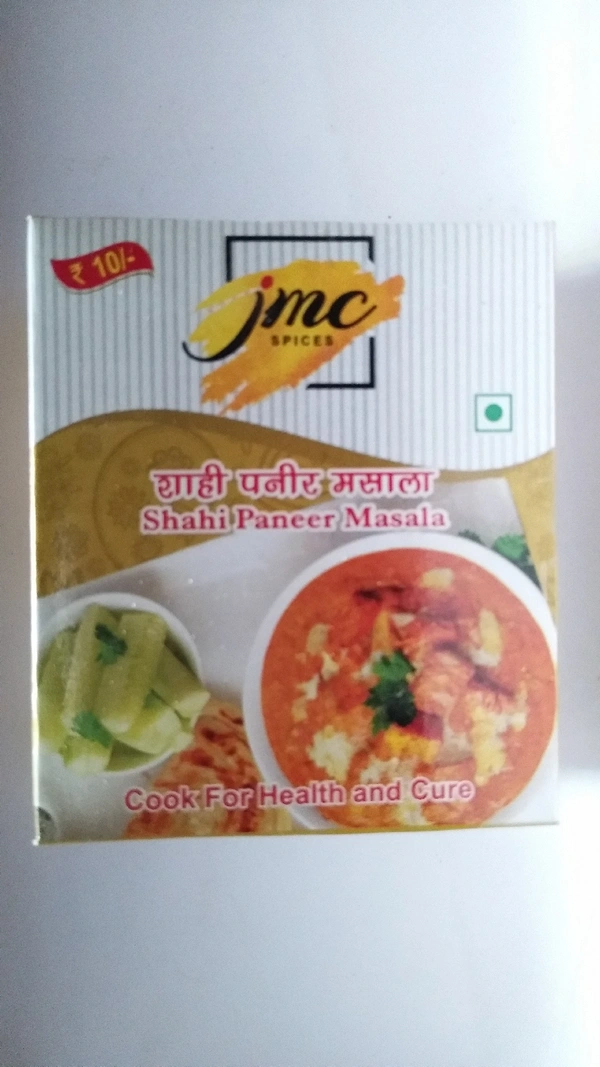 ₹ 10/-
jmc
SPICES
शाही पनीर मसाला
Shahi Paneer Masala
Cook For Health and Cure